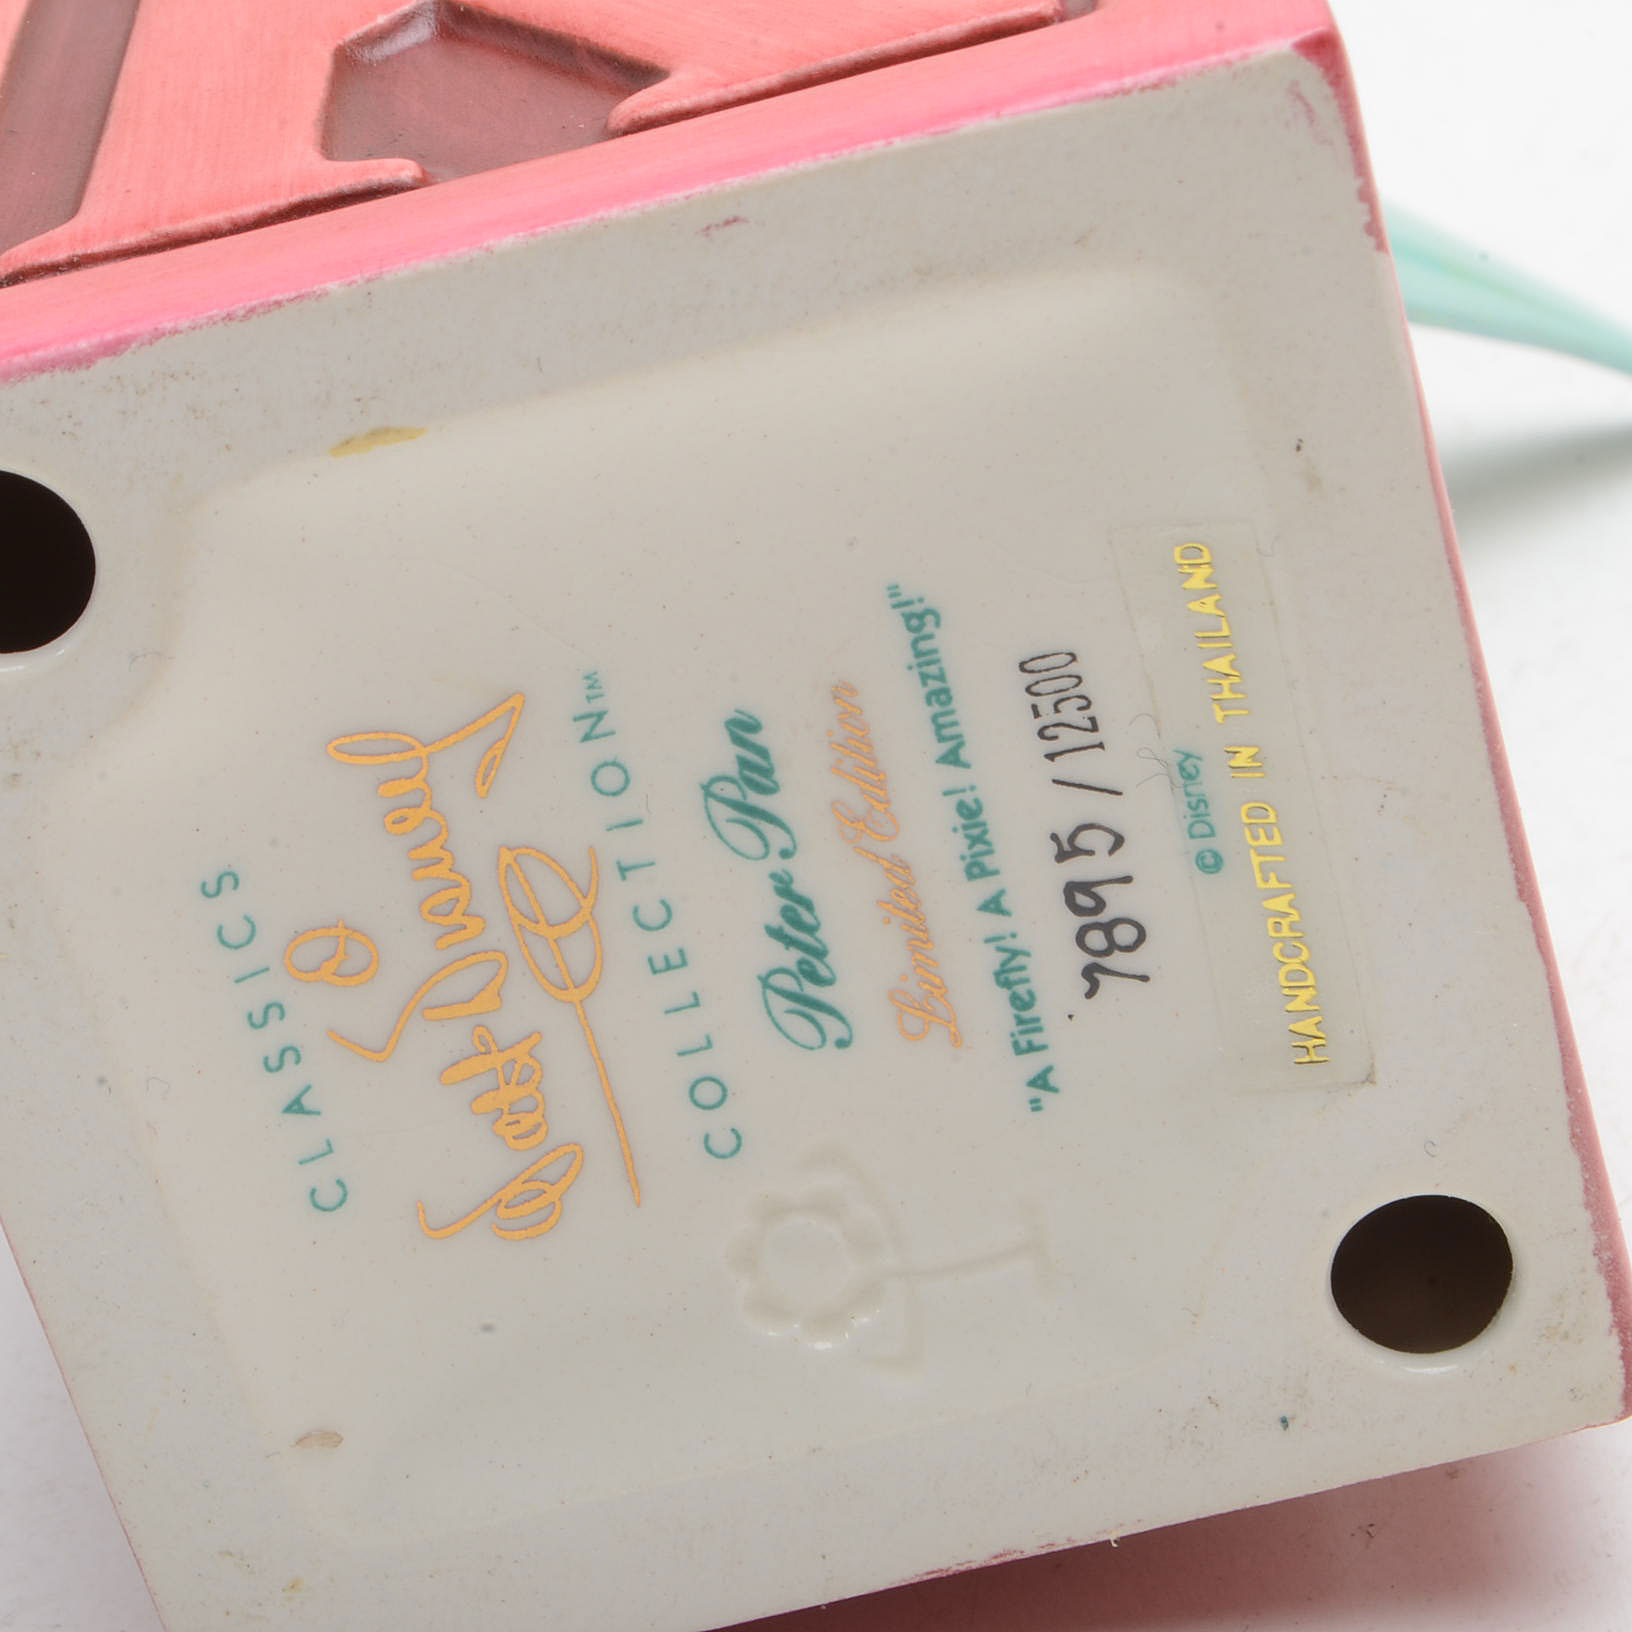 CLASSICS
Walt Disney
COLLECTION™
Peter Pan
Limited Edition
"A Firefly! A Pixie! Amazing!"
7895/12500
© Disney
HANDCRAFTED IN THAILAND